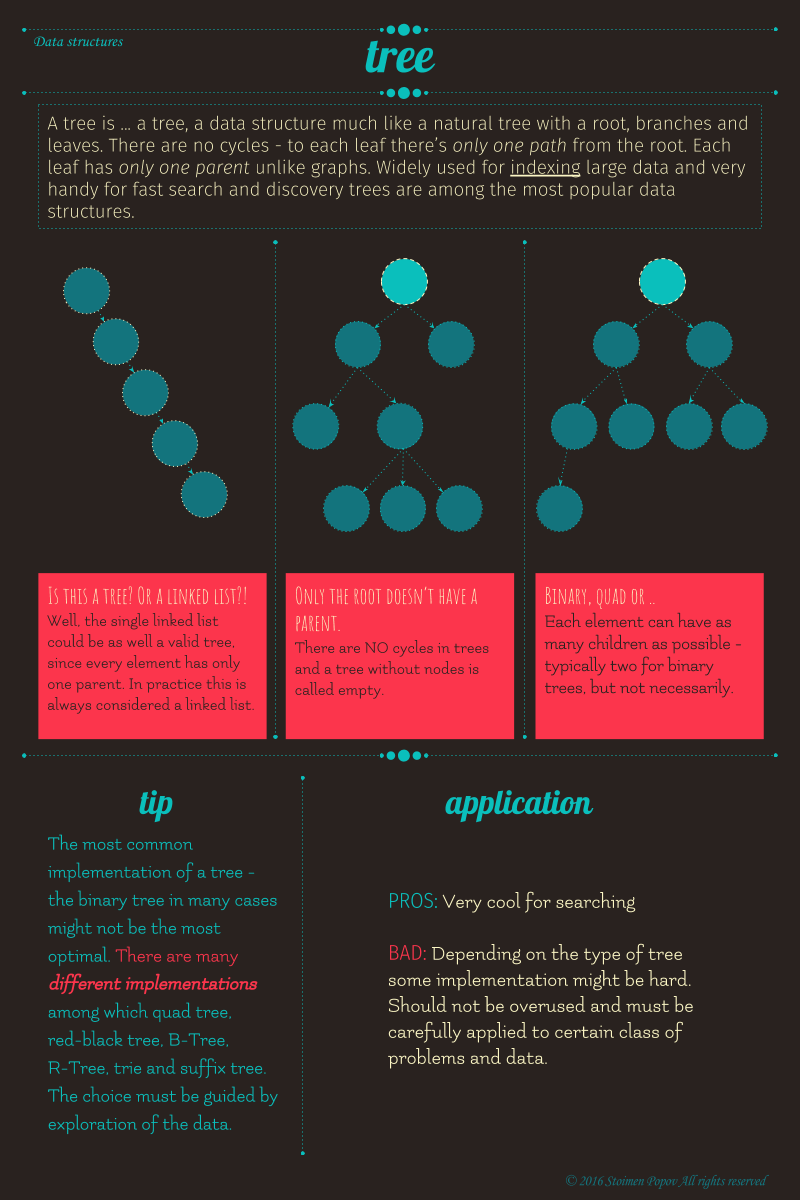 Data structures
tree
A tree is ... a tree, a data structure much like a natural tree with a root, branches and
leaves. There are no cycles - to each leaf there's only one path from the root. Each
leaf has only one parent unlike graphs. Widely used for indexing large data and very
handy for fast search and discovery trees are among the most popular data
structures.
Is this a tree? Or a linked list?!
Well, the single linked list
could be as well a valid tree,
since every element has only
one parent. In practice this is
always considered a linked list.
Only the root doesn't have a
parent.
There are NO cycles in trees
and a tree without nodes is
called empty.
Binary, quad or ..
Each element can have as
many children as possible -
typically two for binary
trees, but not necessarily.
tip
The most common
implementation of a tree -
the binary tree in many cases
might not be the most
optimal. There are many
different implementations
among which quad tree,
red-black tree, B-Tree,
R-Tree, trie and suffix tree.
The choice must be guided by
exploration of the data.
application
PROS: Very cool for searching
BAD: Depending on the type of tree
some implementation might be hard.
Should not be overused and must be
carefully applied to certain class of
problems and data.
© 2016 Stoimen Popov All rights reserved